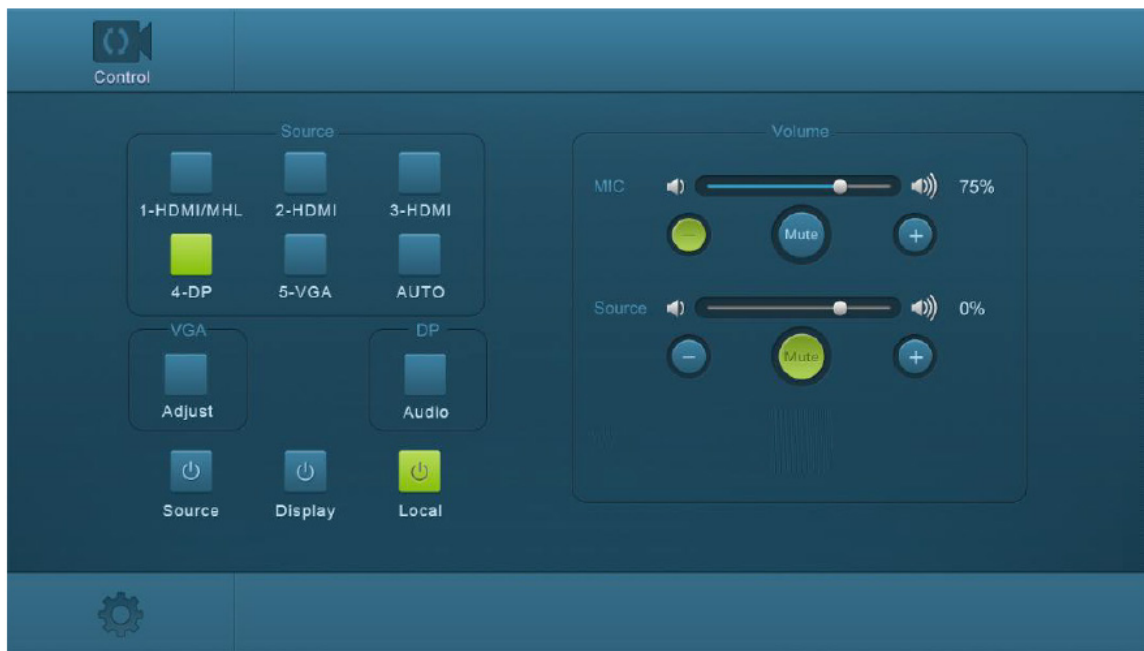 Control
Source
1-HDMI/MHL 2-HDMI 3-HDMI
4-DP 5-VGA AUTO
VGA DP
Adjust Audio
Source Display Local
Volume
MIC 75%
− Mute +
Source 0%
− Mute +